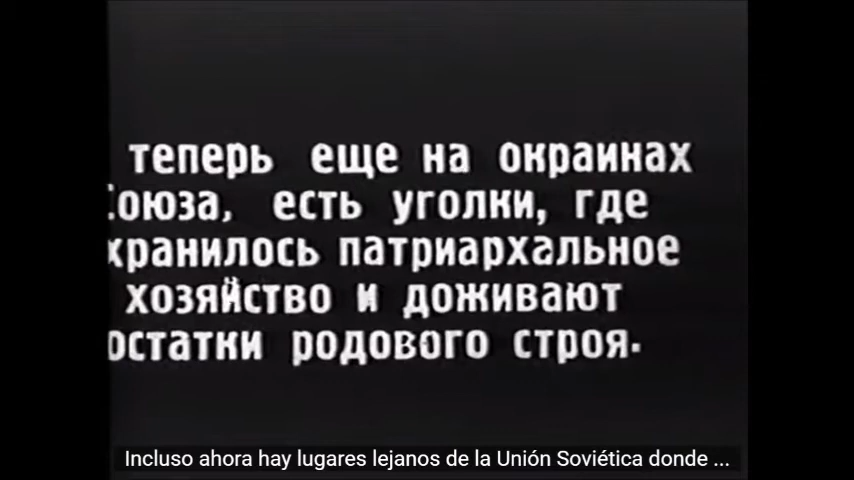 теперь еще на окраинах
Союза, есть уголки, где
хранилось патриархальное
хозяйство и доживают
остатки родового строя.
Incluso ahora hay lugares lejanos de la Unión Soviética donde ...